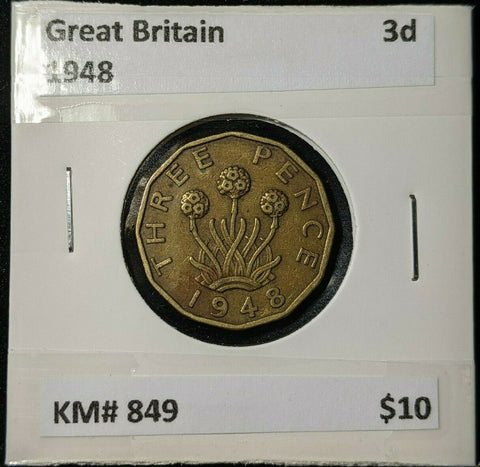 Great Britain 3d
1948
THREE PENCE
1948
KM# 849 $10